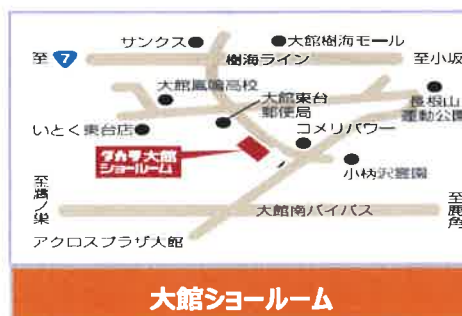 サンクス
大館樹海モール
至
7
樹海ライン
至小坂
大館鳳鳴高校
大館東台
郵便局
長根山
運動公園
いとく東台店
コメリパワー
タカラ大館
ショールーム
小柄沢霊園
至鷹ノ巣
大館南バイパス
至鹿角
アクロスプラザ大館
大館ショールーム